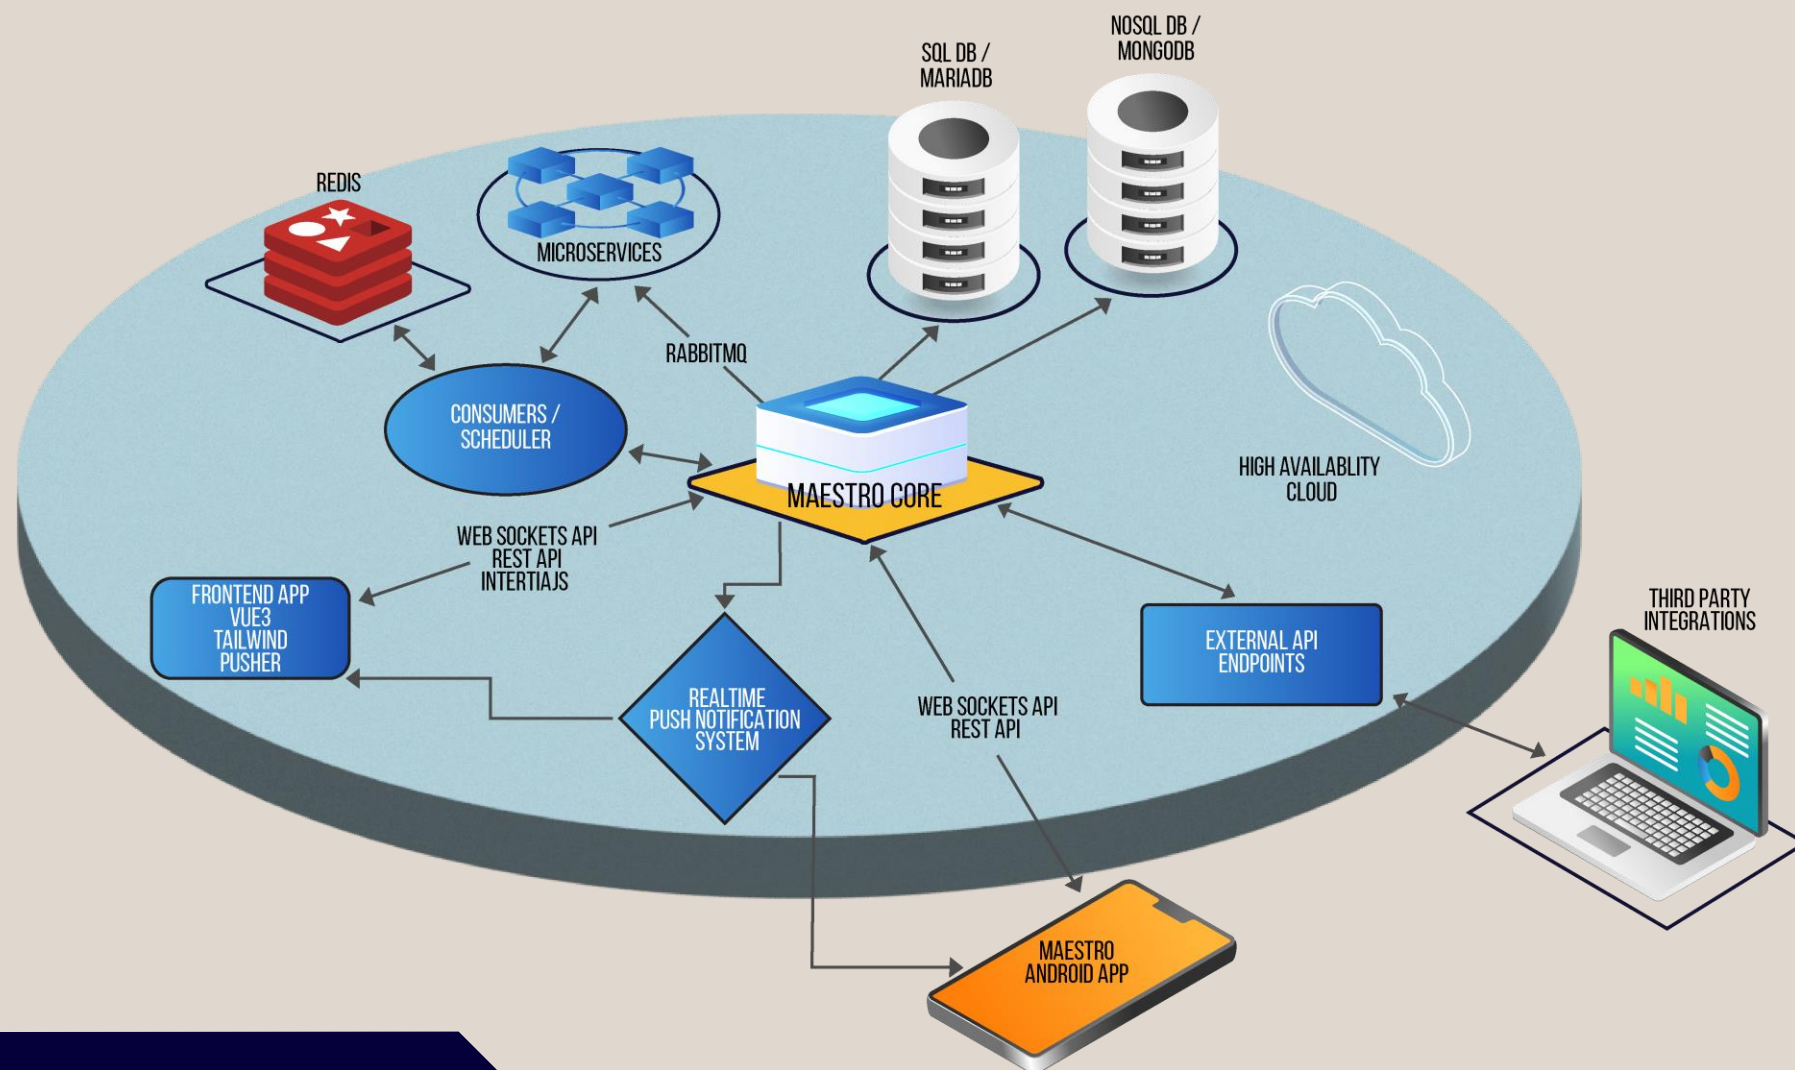 NOSQL DB /
MONGODB
SQL DB /
MARIADB
REDIS
MICROSERVICES
RABBITMQ
CONSUMERS /
SCHEDULER
HIGH AVAILABLITY
CLOUD
MAESTRO CORE
WEB SOCKETS API
REST API
INTERTIAJS
FRONTEND APP
VUE3
TAILWIND
PUSHER
THIRD PARTY
INTEGRATIONS
EXTERNAL API
ENDPOINTS
REALTIME
PUSH NOTIFICATION
SYSTEM
WEB SOCKETS API
REST API
MAESTRO
ANDROID APP